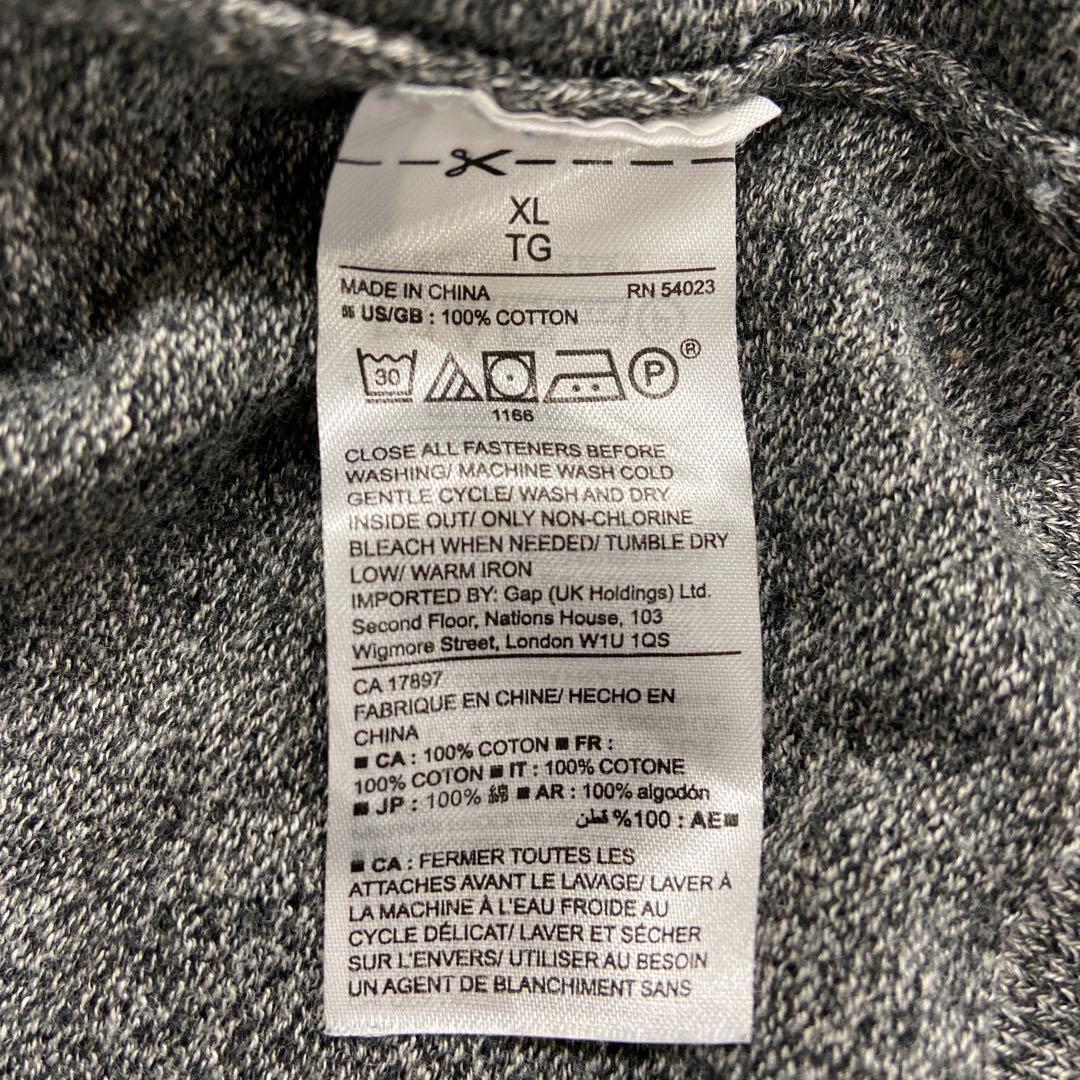 XL
TG
MADE IN CHINA RN 54023
US/GB : 100% COTTON
30 P ®
1166
CLOSE ALL FASTENERS BEFORE
WASHING/ MACHINE WASH COLD
GENTLE CYCLE/ WASH AND DRY
INSIDE OUT/ ONLY NON-CHLORINE
BLEACH WHEN NEEDED/ TUMBLE DRY
LOW/ WARM IRON
IMPORTED BY: Gap (UK Holdings) Ltd.
Second Floor, Nations House, 103
Wigmore Street, London W1U 1QS
CA 17897
FABRIQUE EN CHINE/ HECHO EN
CHINA
■ CA : 100% COTON ■ FR :
100% COTON ■ IT : 100% COTONE
■ JP : 100% 綿 ■ AR : 100% algodón
■AE : 100% قطن
■ CA : FERMER TOUTES LES
ATTACHES AVANT LE LAVAGE/ LAVER À
LA MACHINE À L'EAU FROIDE AU
CYCLE DÉLICAT/ LAVER ET SÉCHER
SUR L'ENVERS/ UTILISER AU BESOIN
UN AGENT DE BLANCHIMENT SANS